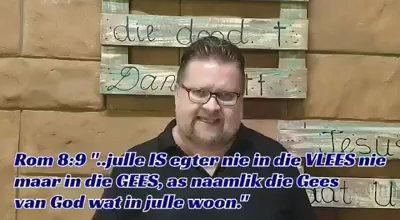 die dood.t.
Dan
Jesus
dat U
Rom 8:9 "..julle IS egter nie in die VLEES nie
maar in die GEES, as naamlik die Gees
van God wat in julle woon."